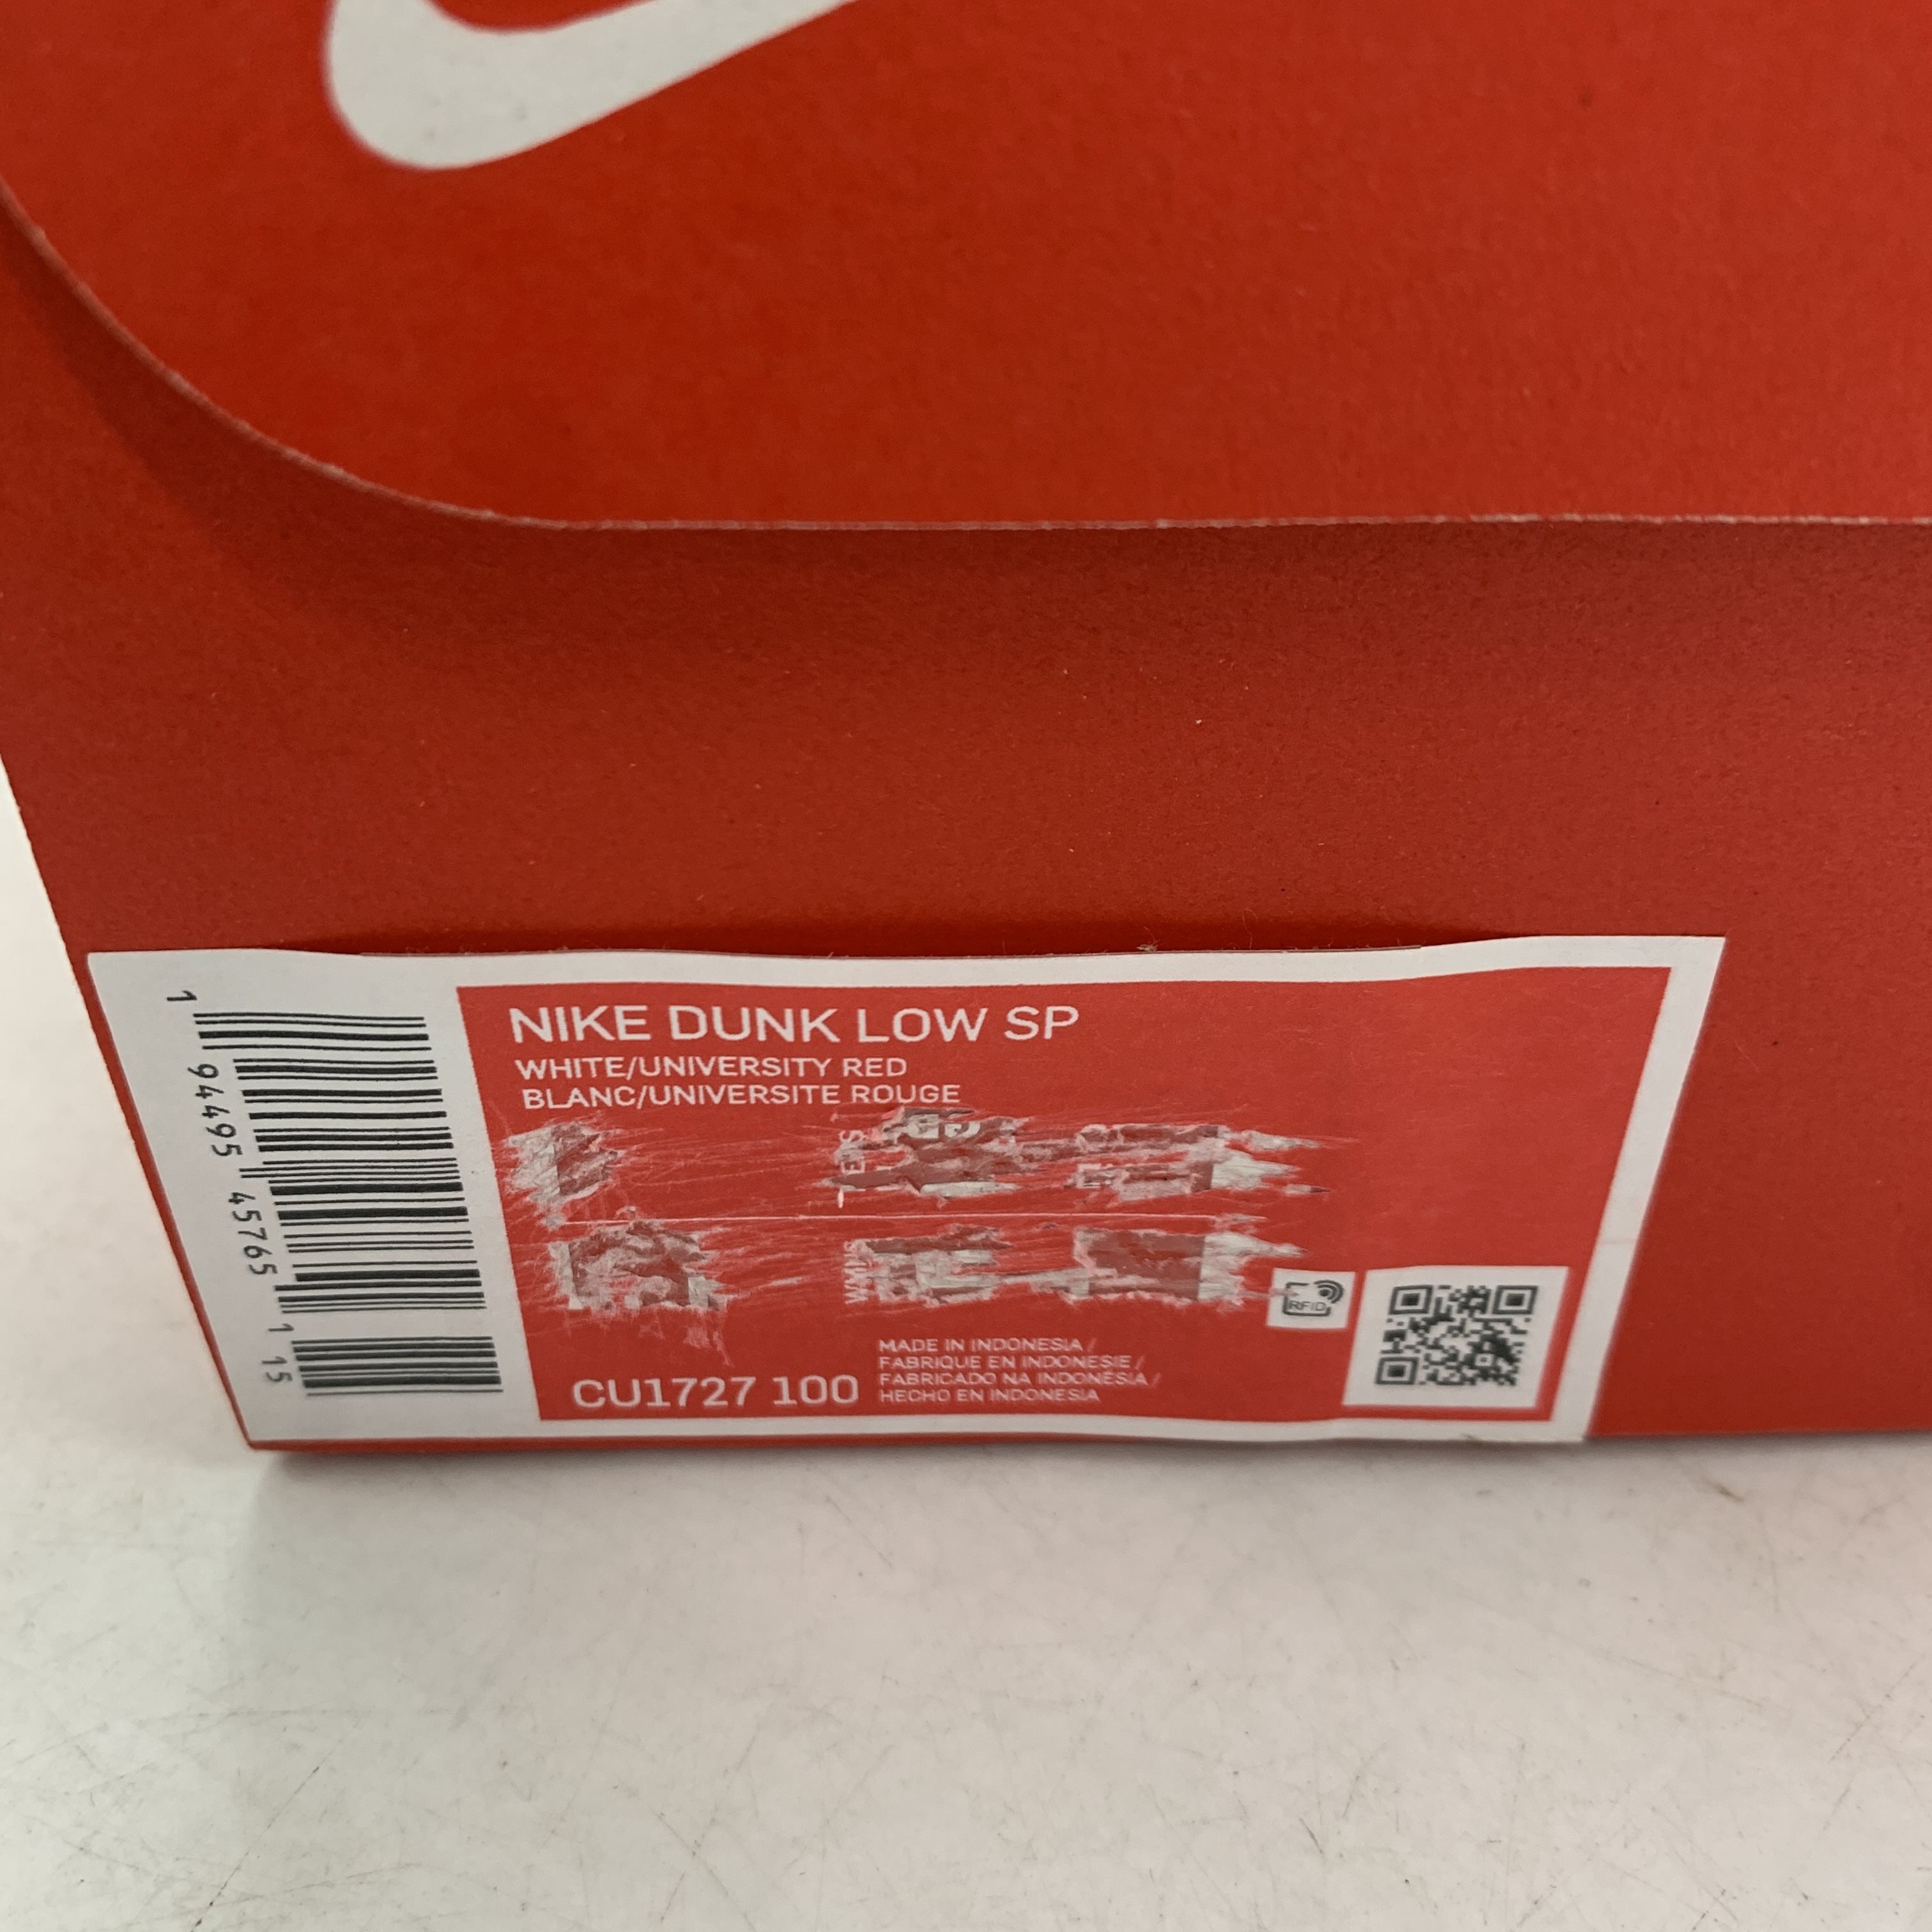 NIKE DUNK LOW SP
WHITE/UNIVERSITY RED
BLANC/UNIVERSITE ROUGE
CU1727 100
MADE IN INDONESIA /
FABRIQUE EN INDONESIE /
FABRICADO NA INDONÉSIA /
HECHO EN INDONESIA
RFID
1 94495 45765 1 15